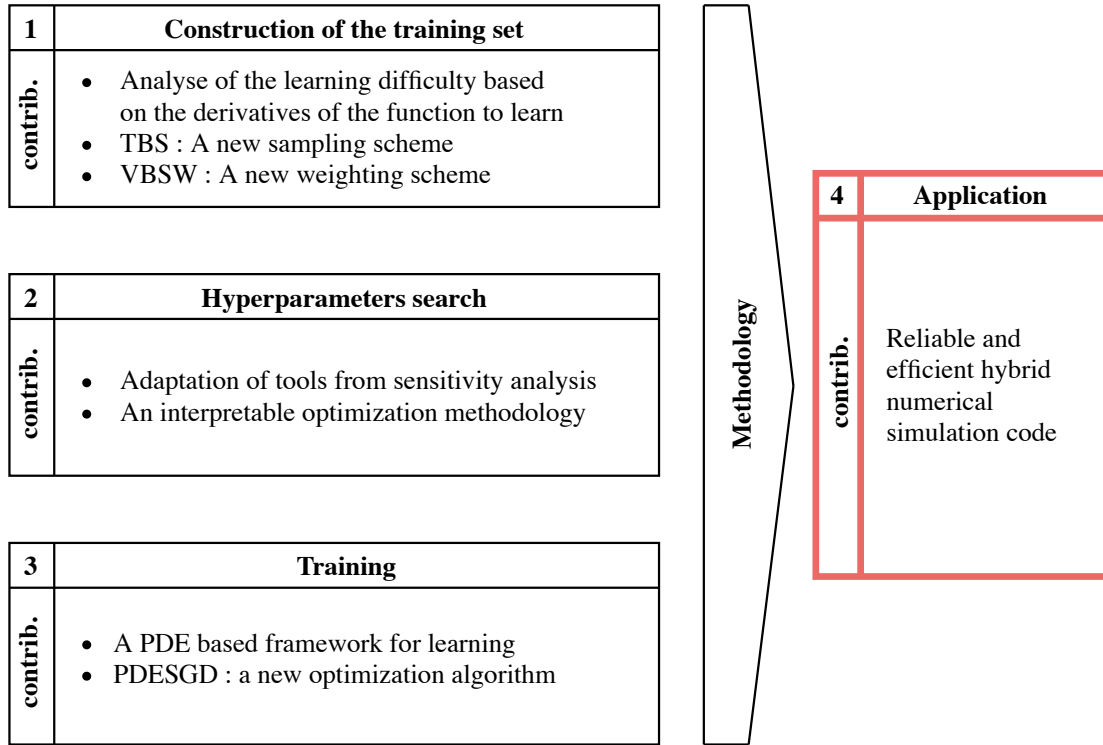 1 Construction of the training set
contrib.
• Analyse of the learning difficulty based
on the derivatives of the function to learn
• TBS : A new sampling scheme
• VBSW : A new weighting scheme
2 Hyperparameters search
contrib.
• Adaptation of tools from sensitivity analysis
• An interpretable optimization methodology
3 Training
contrib.
• A PDE based framework for learning
• PDESGD : a new optimization algorithm
Methodology
4 Application
contrib.
Reliable and
efficient hybrid
numerical
simulation code